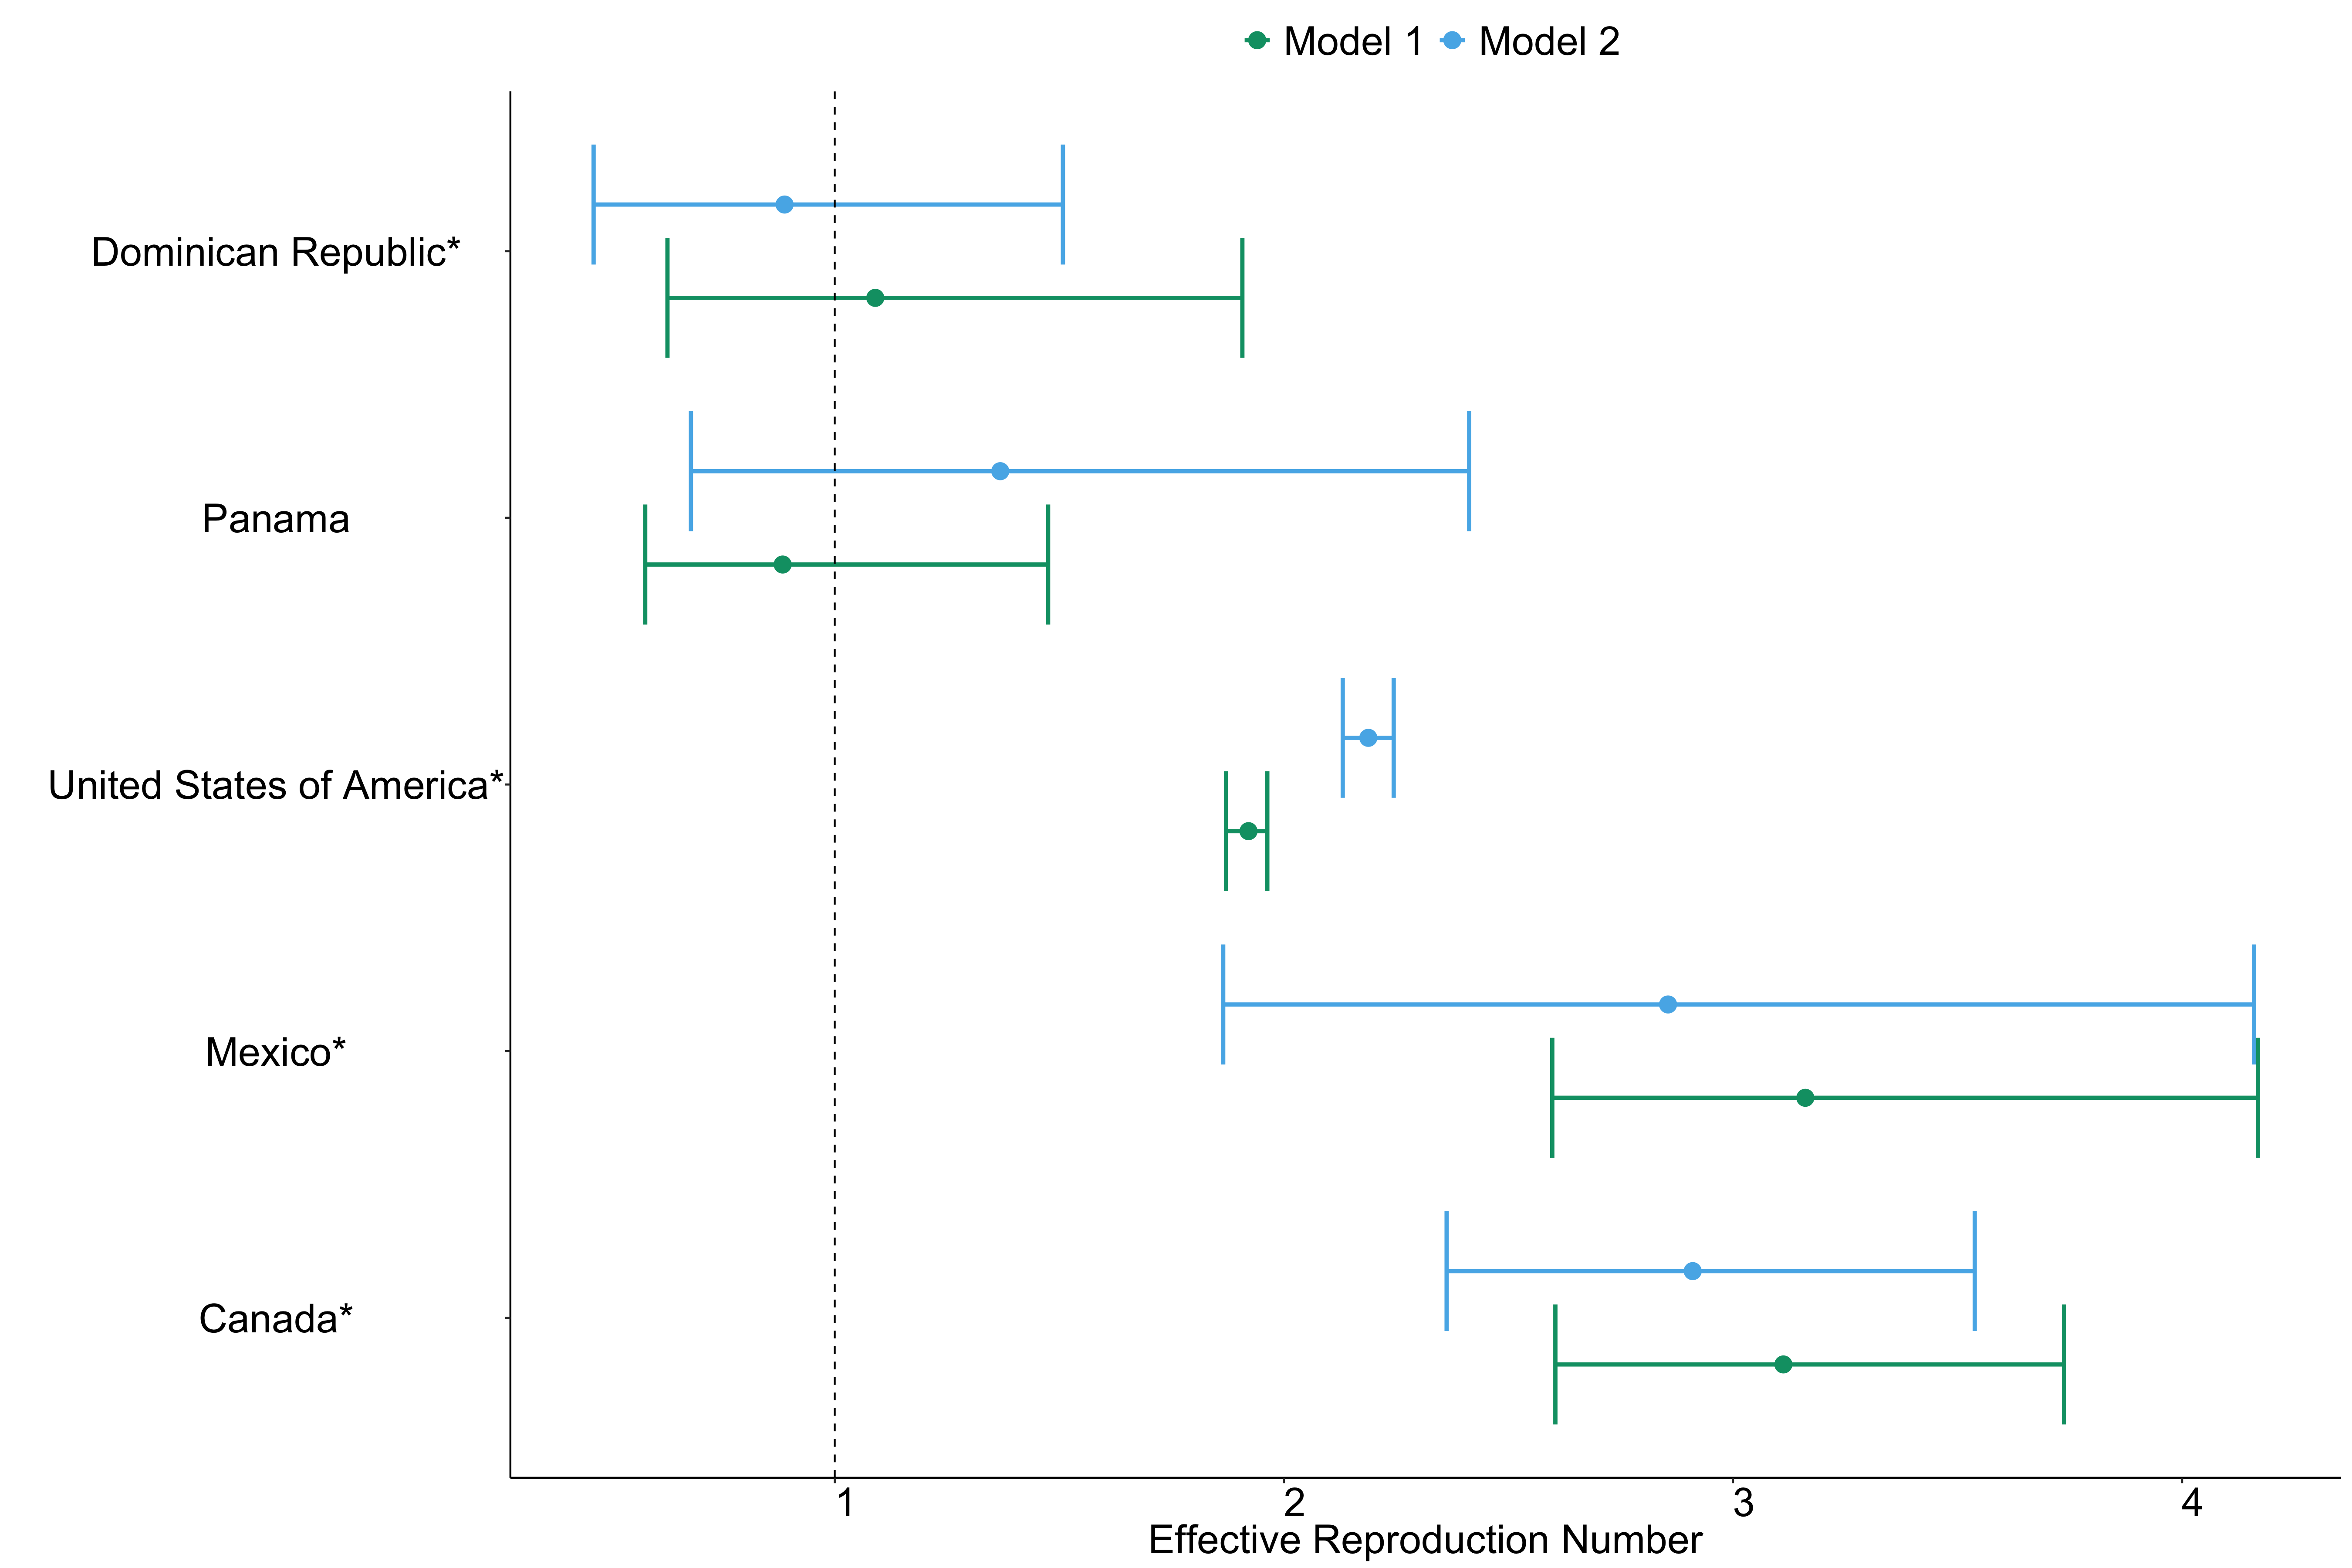 Model 1 Model 2
Dominican Republic*
Panama
United States of America*
Mexico*
Canada*
1 2 3 4
Effective Reproduction Number